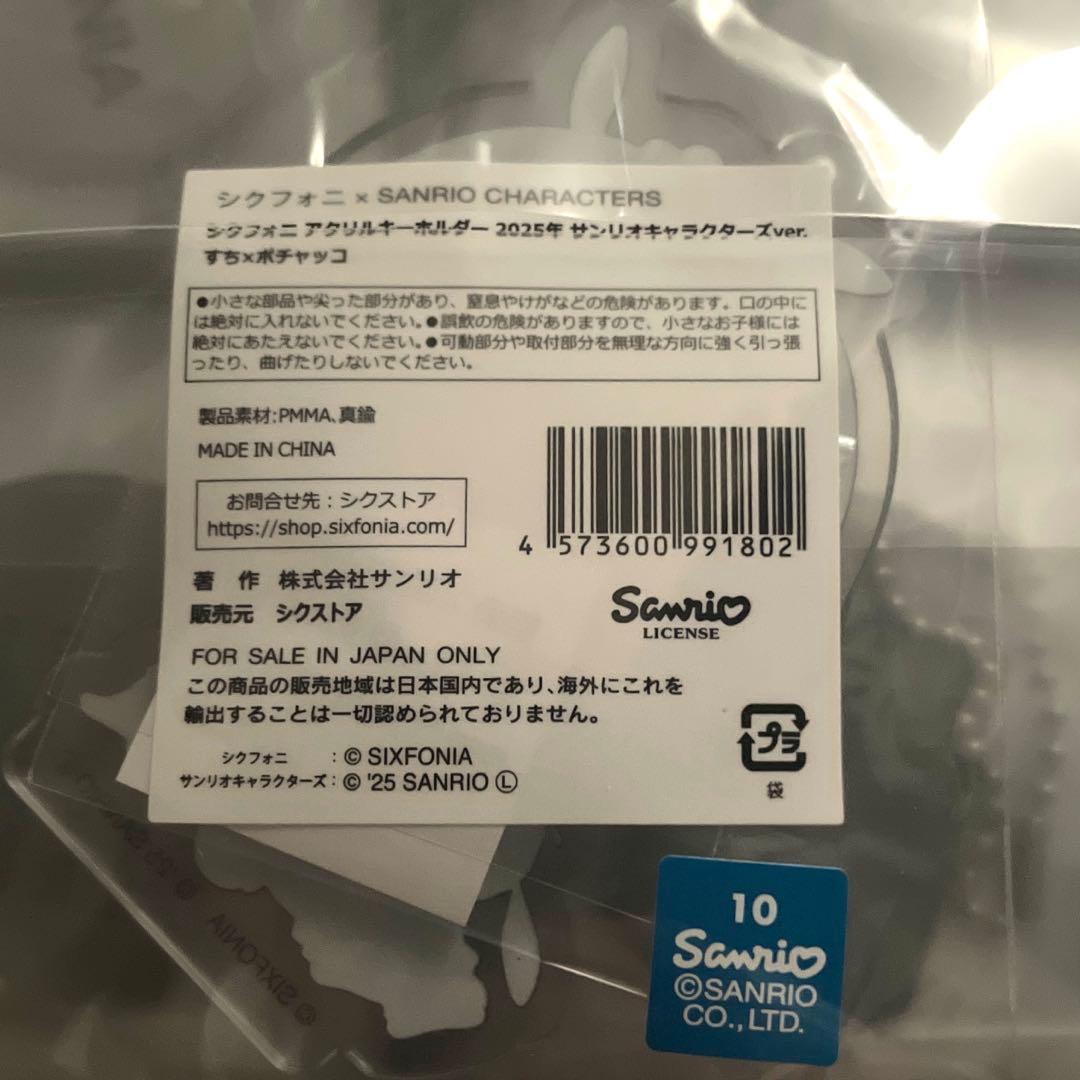 シクフォニ × SANRIO CHARACTERS
シクフォニ アクリルキーホルダー 2025年 サンリオキャラクターズver.
すち×ポチャッコ
●小さな部品や尖った部分があり、窒息やけがなどの危険があります。口の中に
は絶対に入れないでください。●誤飲の危険がありますので、小さなお子様には
絶対にあたえないでください。●可動部分や取付部分を無理な方向に強く引っ張
ったり、曲げたりしないでください。
製品素材:PMMA、真鍮
MADE IN CHINA
お問合せ先：シクストア
https://shop.sixfonia.com/
4 573600 991802
著 作 株式会社サンリオ
販売元 シクストア
Sanrio
LICENSE
FOR SALE IN JAPAN ONLY
この商品の販売地域は日本国内であり、海外にこれを
輸出することは一切認められておりません。
シクフォニ ：© SIXFONIA
サンリオキャラクターズ：© '25 SANRIO Ⓛ
プラ
袋
10
Sanrio
©SANRIO
CO.,LTD.
© SIXFONIA